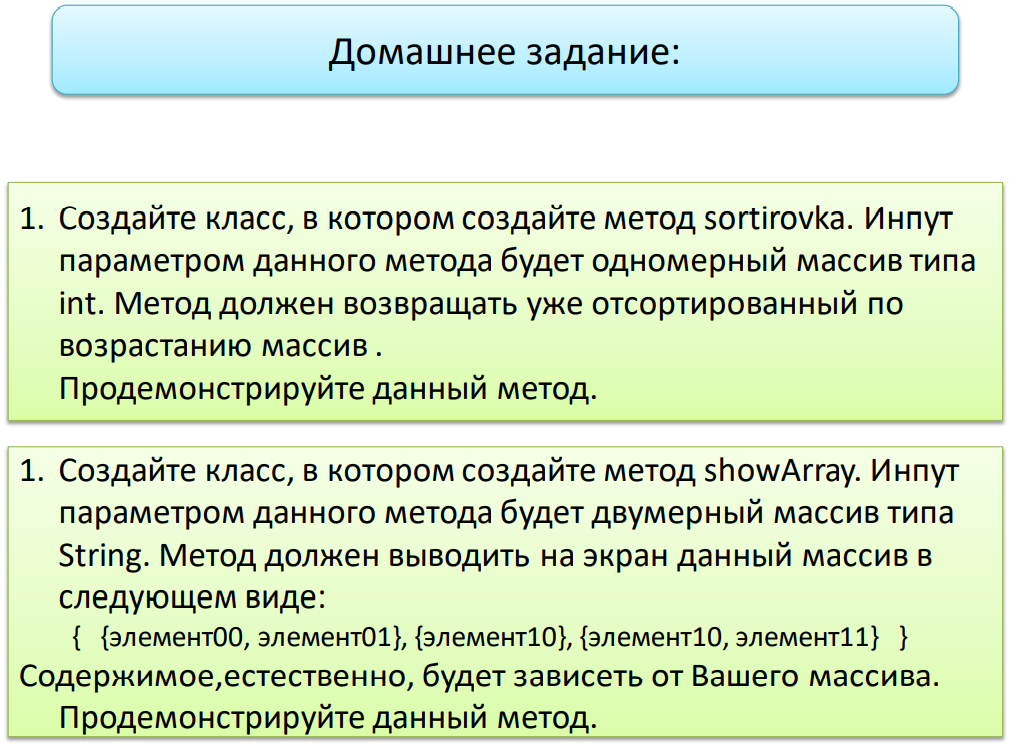 Домашнее задание:
1. Создайте класс, в котором создайте метод sortirovka. Инпут
параметром данного метода будет одномерный массив типа
int. Метод должен возвращать уже отсортированный по
возрастанию массив .
Продемонстрируйте данный метод.
1. Создайте класс, в котором создайте метод showArray. Инпут
параметром данного метода будет двумерный массив типа
String. Метод должен выводить на экран данный массив в
следующем виде:
{ {элемент00, элемент01}, {элемент10}, {элемент10, элемент11} }
Содержимое,естественно, будет зависеть от Вашего массива.
Продемонстрируйте данный метод.